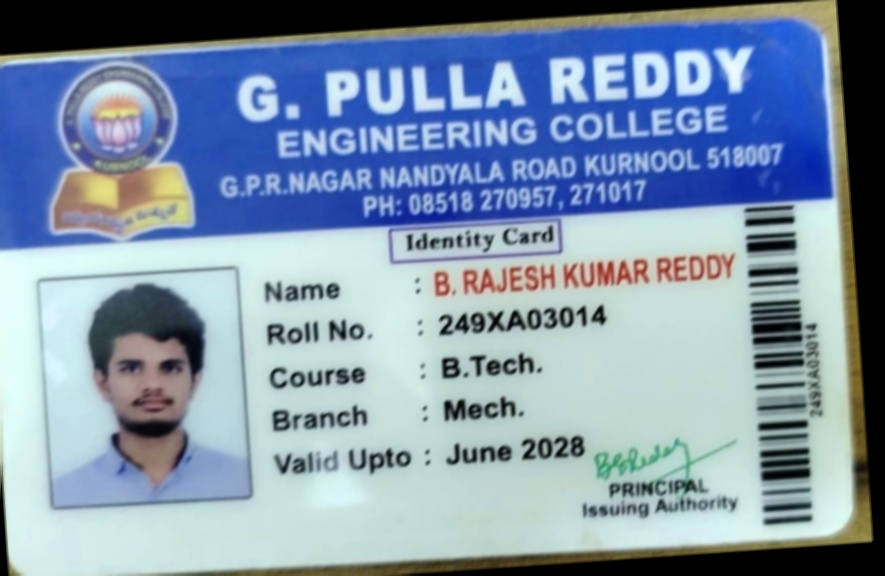 G. PULLA REDDY
ENGINEERING COLLEGE
G.P.R.NAGAR NANDYALA ROAD KURNOOL 518007
PH: 08518 270957, 271017
KURNOOL
Identity Card
Name : B. RAJESH KUMAR REDDY
Roll No. : 249XA03014
Course : B.Tech.
Branch : Mech.
Valid Upto : June 2028
PRINCIPAL
Issuing Authority
249XA03014